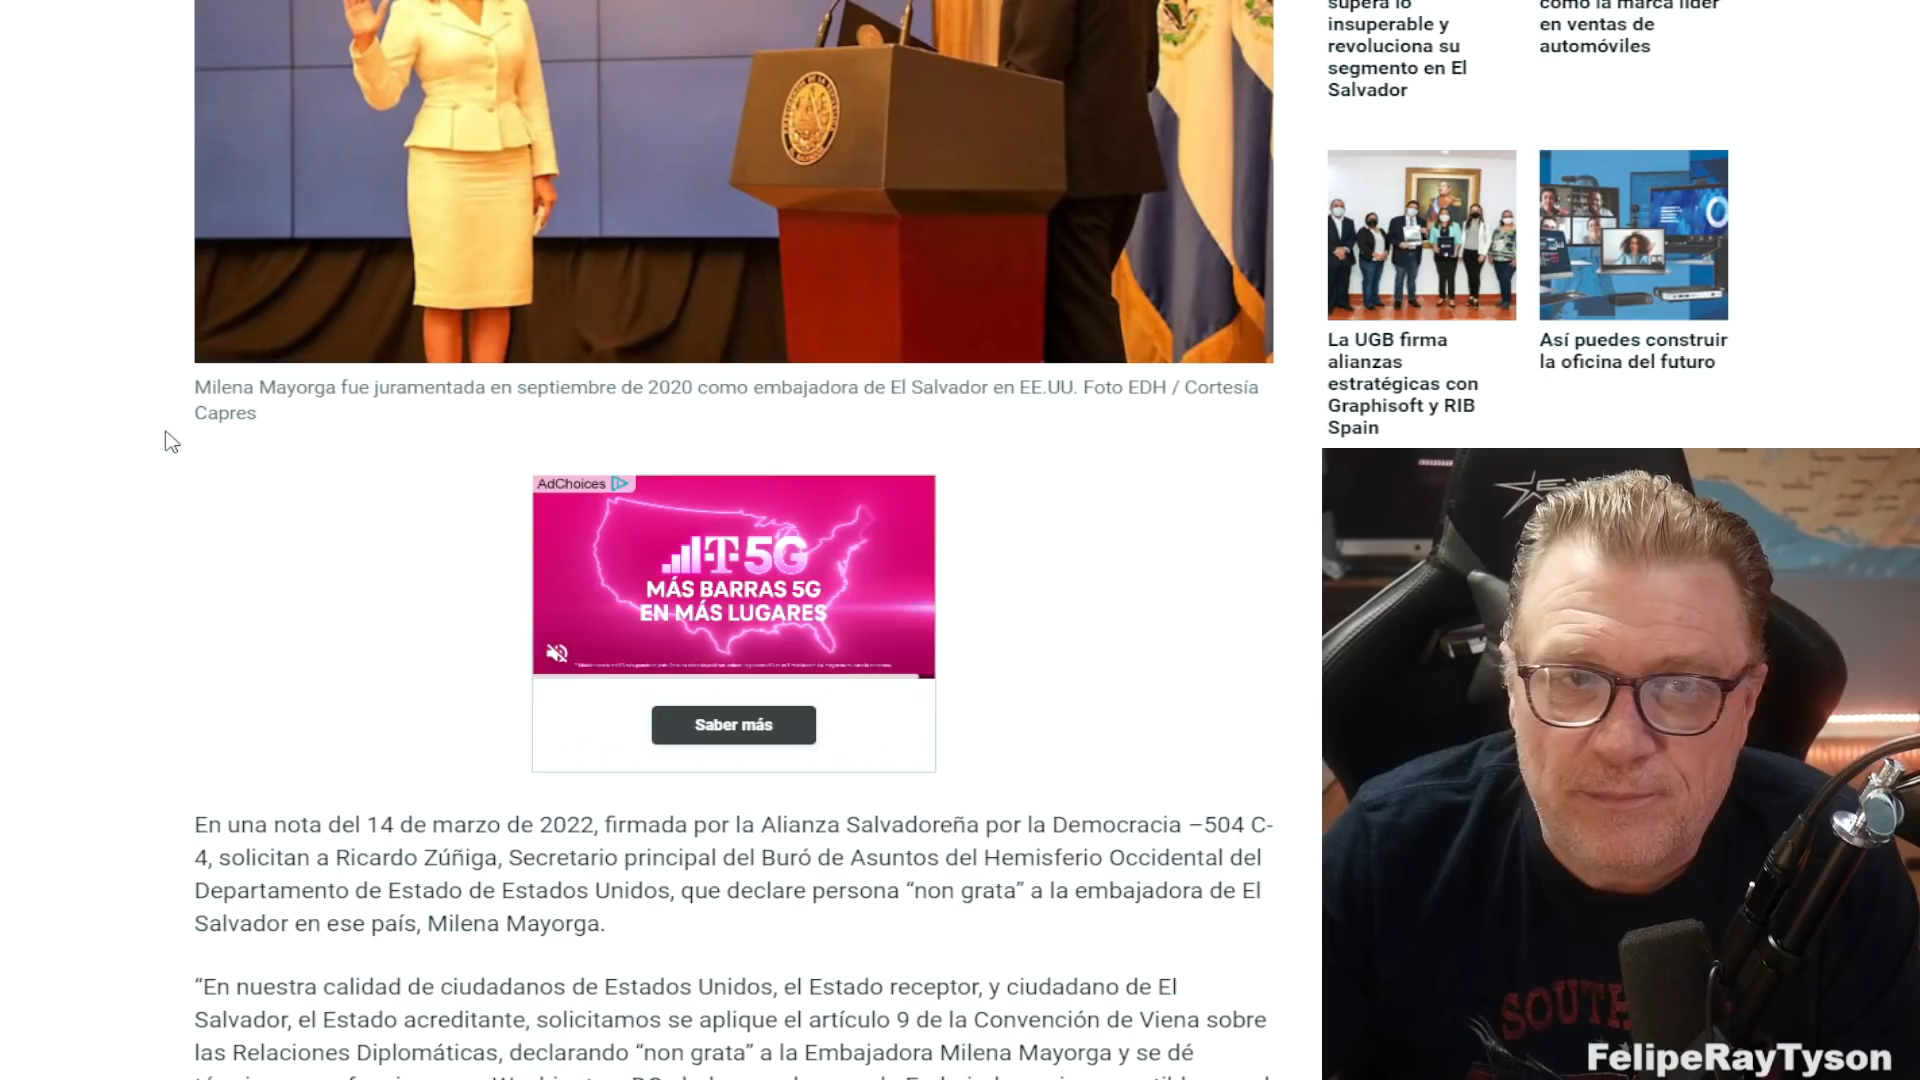 supera lo
insuperable y
revoluciona su
segmento en El
Salvador
como la marca líder
en ventas de
automóviles
La UGB firma
alianzas
estratégicas con
Graphisoft y RIB
Spain
Así puedes construir
la oficina del futuro
Milena Mayorga fue juramentada en septiembre de 2020 como embajadora de El Salvador en EE.UU. Foto EDH / Cortesía
Capres
AdChoices
T 5G
MÁS BARRAS 5G
EN MÁS LUGARES
Saber más
En una nota del 14 de marzo de 2022, firmada por la Alianza Salvadoreña por la Democracia –504 C-
4, solicitan a Ricardo Zúñiga, Secretario principal del Buró de Asuntos del Hemisferio Occidental del
Departamento de Estado de Estados Unidos, que declare persona “non grata” a la embajadora de El
Salvador en ese país, Milena Mayorga.
“En nuestra calidad de ciudadanos de Estados Unidos, el Estado receptor, y ciudadano de El
Salvador, el Estado acreditante, solicitamos se aplique el artículo 9 de la Convención de Viena sobre
las Relaciones Diplomáticas, declarando “non grata” a la Embajadora Milena Mayorga y se dé
SOUTH
FelipeRayTyson